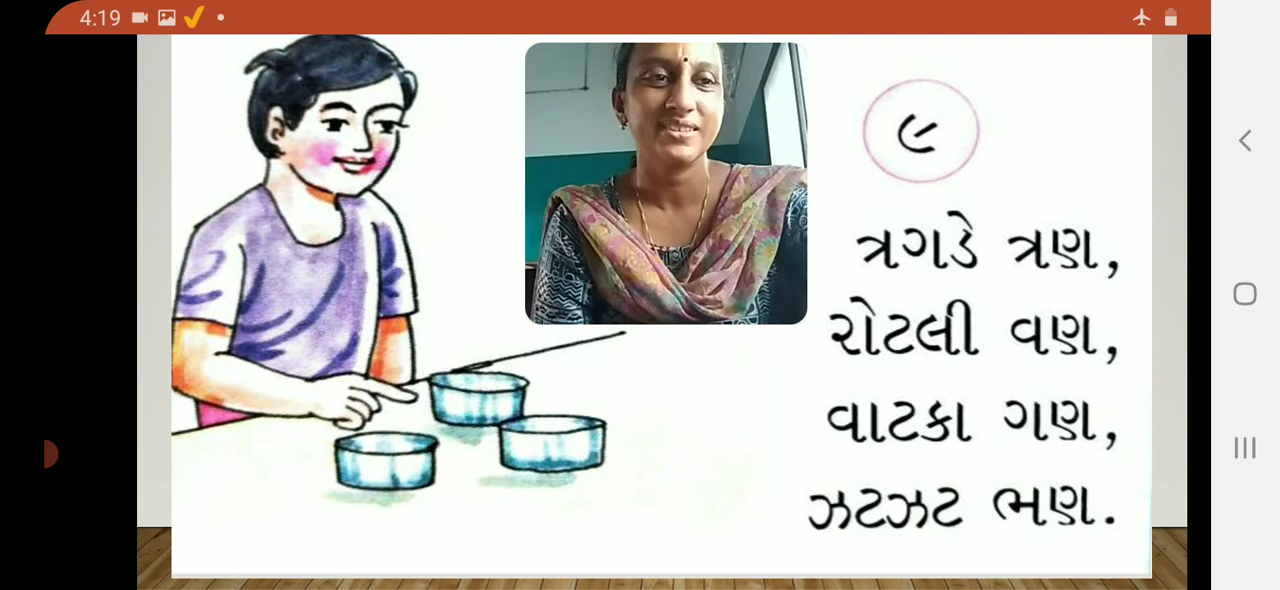 4:19
૯
ત્રગડે ત્રણ,
રોટલી વણ,
વાટકા ગણ,
ઝટઝટ ભણ.